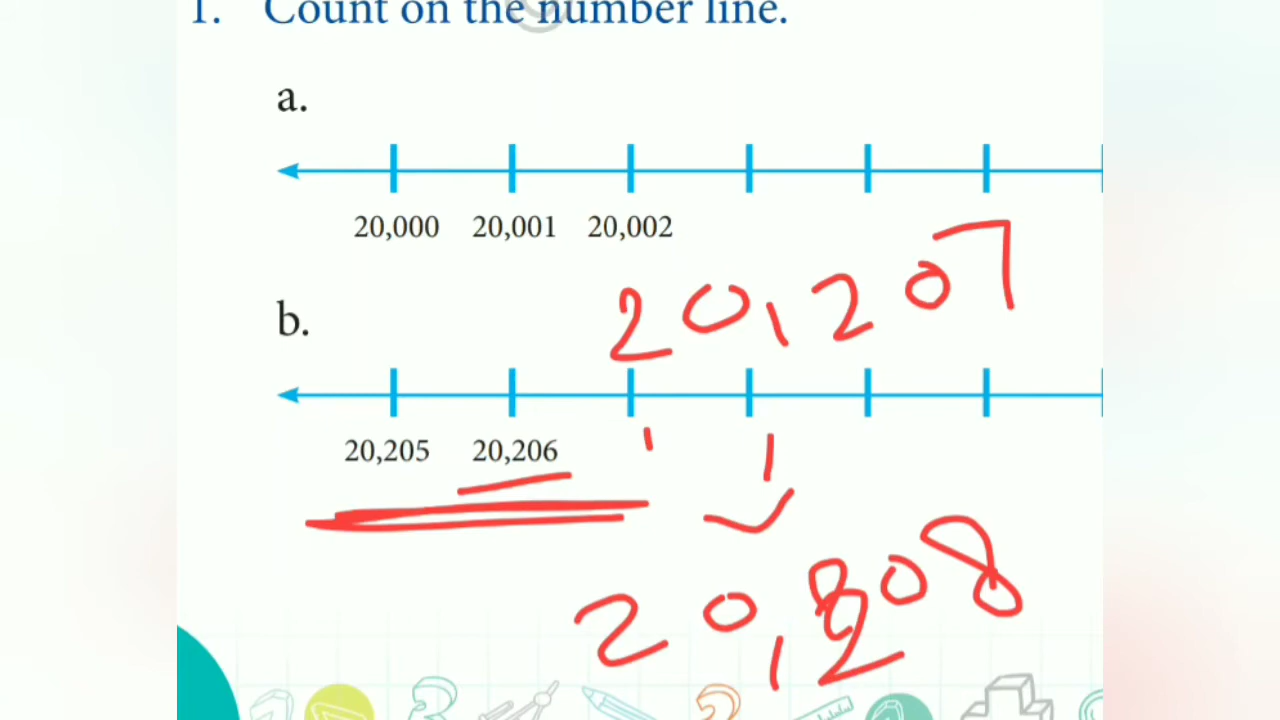 1. Count on the number line.
a.
20,000 20,001 20,002
20,207
b.
20,205 20,206
20,208